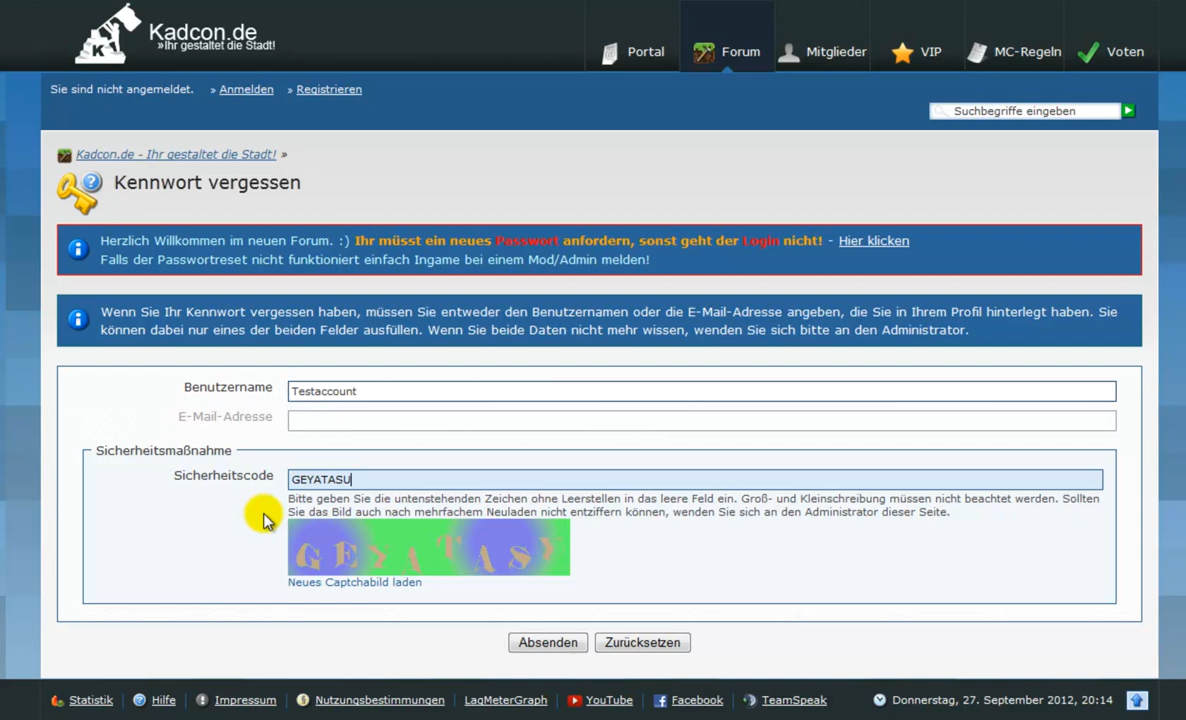 Kadcon.de
»Ihr gestaltet die Stadt!
K
Portal
Forum
Mitglieder
VIP
MC-Regeln
Voten
Sie sind nicht angemeldet. » Anmelden » Registrieren
Suchbegriffe eingeben
Kadcon.de - Ihr gestaltet die Stadt! »
Kennwort vergessen
Herzlich Willkommen im neuen Forum. :) Ihr müsst ein neues Passwort anfordern, sonst geht der Login nicht! - Hier klicken
Falls der Passwortreset nicht funktioniert einfach Ingame bei einem Mod/Admin melden!
Wenn Sie Ihr Kennwort vergessen haben, müssen Sie entweder den Benutzernamen oder die E-Mail-Adresse angeben, die Sie in Ihrem Profil hinterlegt haben. Sie
können dabei nur eines der beiden Felder ausfüllen. Wenn Sie beide Daten nicht mehr wissen, wenden Sie sich bitte an den Administrator.
Benutzername
Testaccount
E-Mail-Adresse
Sicherheitsmaßnahme
Sicherheitscode
GEYATASU
Bitte geben Sie die untenstehenden Zeichen ohne Leerstellen in das leere Feld ein. Groß- und Kleinschreibung müssen nicht beachtet werden. Sollten
Sie das Bild auch nach mehrfachem Neuladen nicht entziffern können, wenden Sie sich an den Administrator dieser Seite.
GEYATASY
Neues Captchabild laden
Absenden
Zurücksetzen
Statistik
Hilfe
Impressum
Nutzungsbestimmungen
LagMeterGraph
YouTube
Facebook
TeamSpeak
Donnerstag, 27. September 2012, 20:14